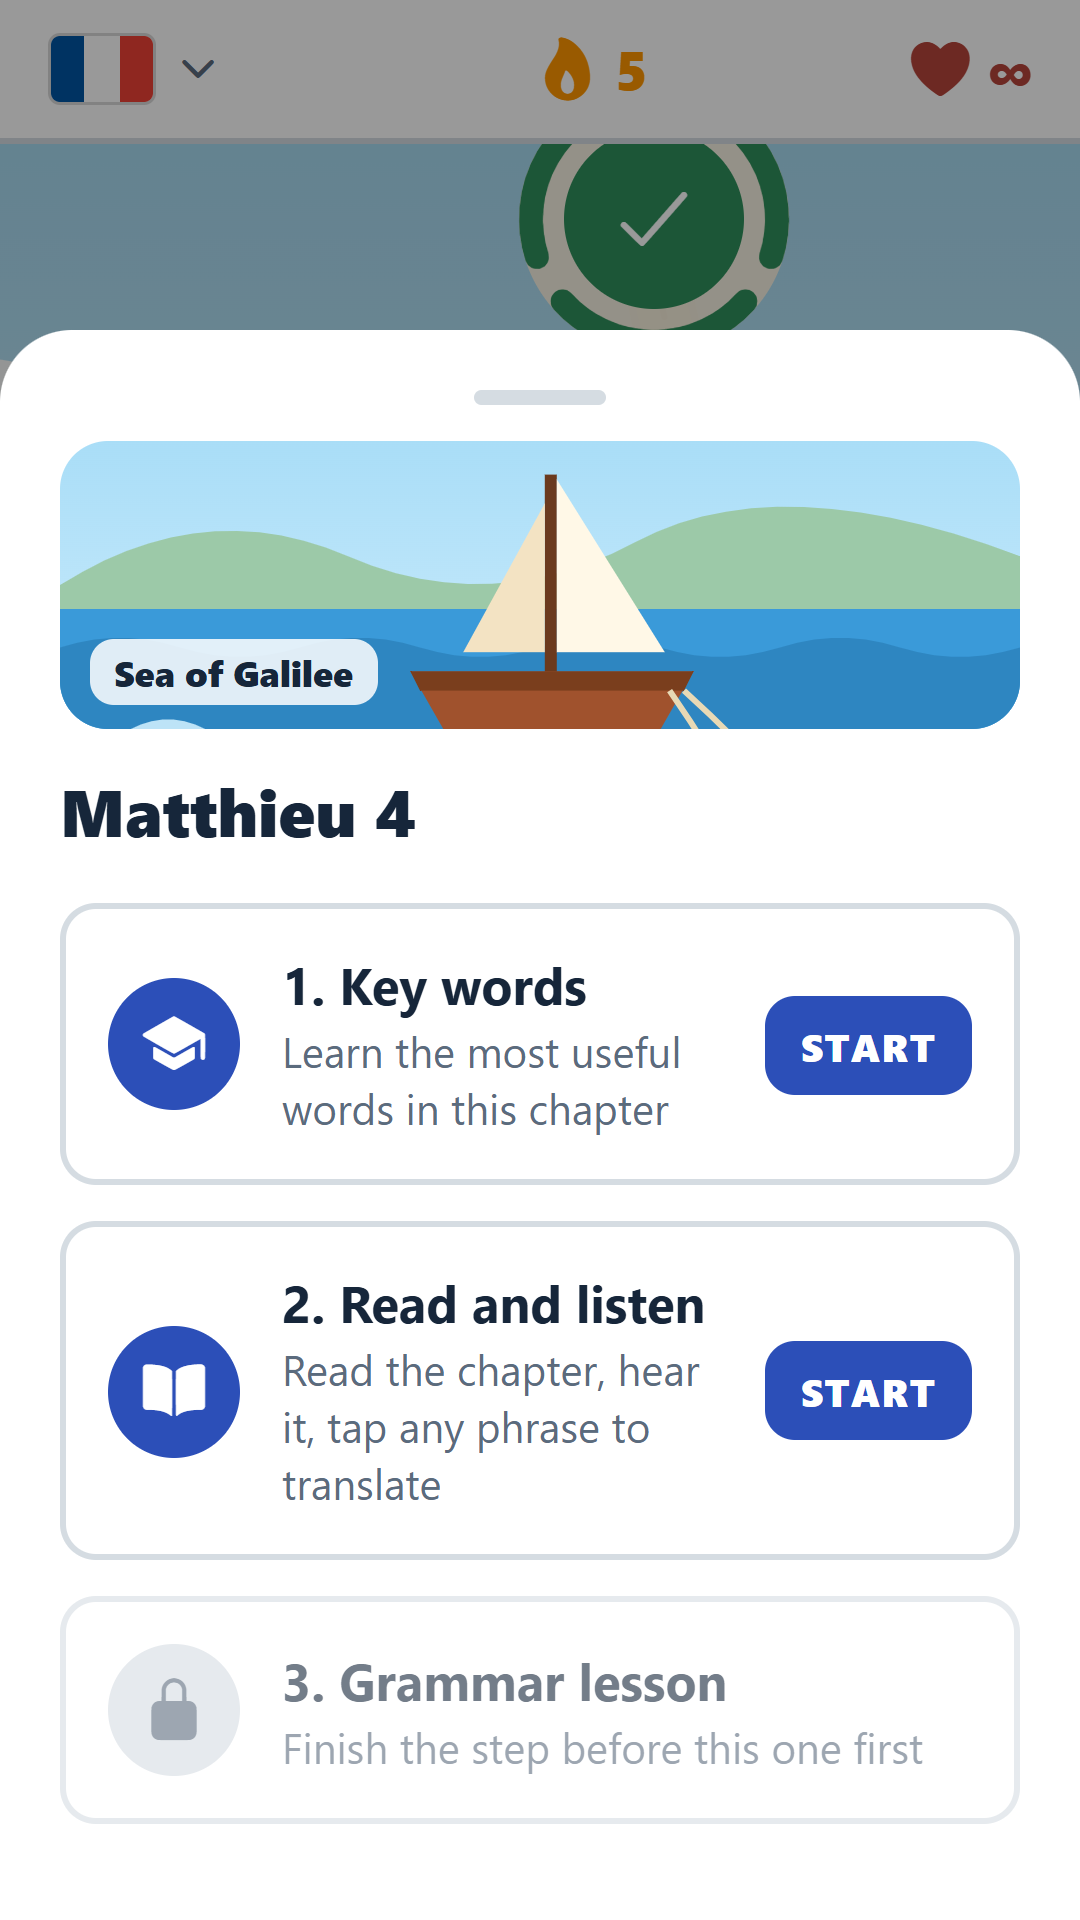 5 ∞
Sea of Galilee
Matthieu 4
1. Key words
Learn the most useful
words in this chapter
START
2. Read and listen
Read the chapter, hear
it, tap any phrase to
translate
START
3. Grammar lesson
Finish the step before this one first